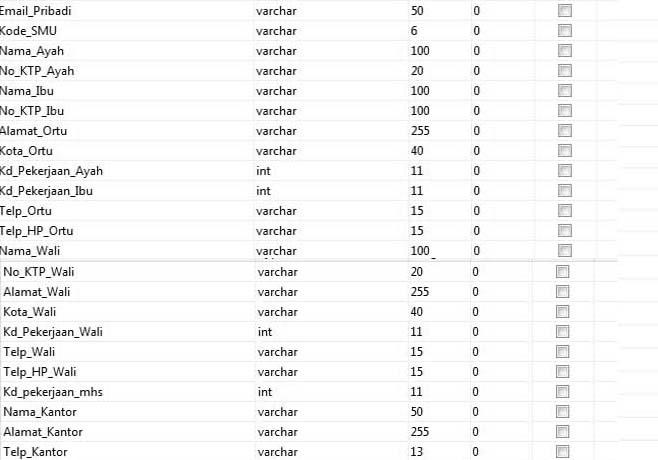 Email_Pribadi varchar 50 0
Kode_SMU varchar 6 0
Nama_Ayah varchar 100 0
No_KTP_Ayah varchar 20 0
Nama_Ibu varchar 100 0
No_KTP_Ibu varchar 100 0
Alamat_Ortu varchar 255 0
Kota_Ortu varchar 40 0
Kd_Pekerjaan_Ayah int 11 0
Kd_Pekerjaan_Ibu int 11 0
Telp_Ortu varchar 15 0
Telp_HP_Ortu varchar 15 0
Nama_Wali varchar 100 0
No_KTP_Wali varchar 20 0
Alamat_Wali varchar 255 0
Kota_Wali varchar 40 0
Kd_Pekerjaan_Wali int 11 0
Telp_Wali varchar 15 0
Telp_HP_Wali varchar 15 0
Kd_pekerjaan_mhs int 11 0
Nama_Kantor varchar 50 0
Alamat_Kantor varchar 255 0
Telp_Kantor varchar 13 0